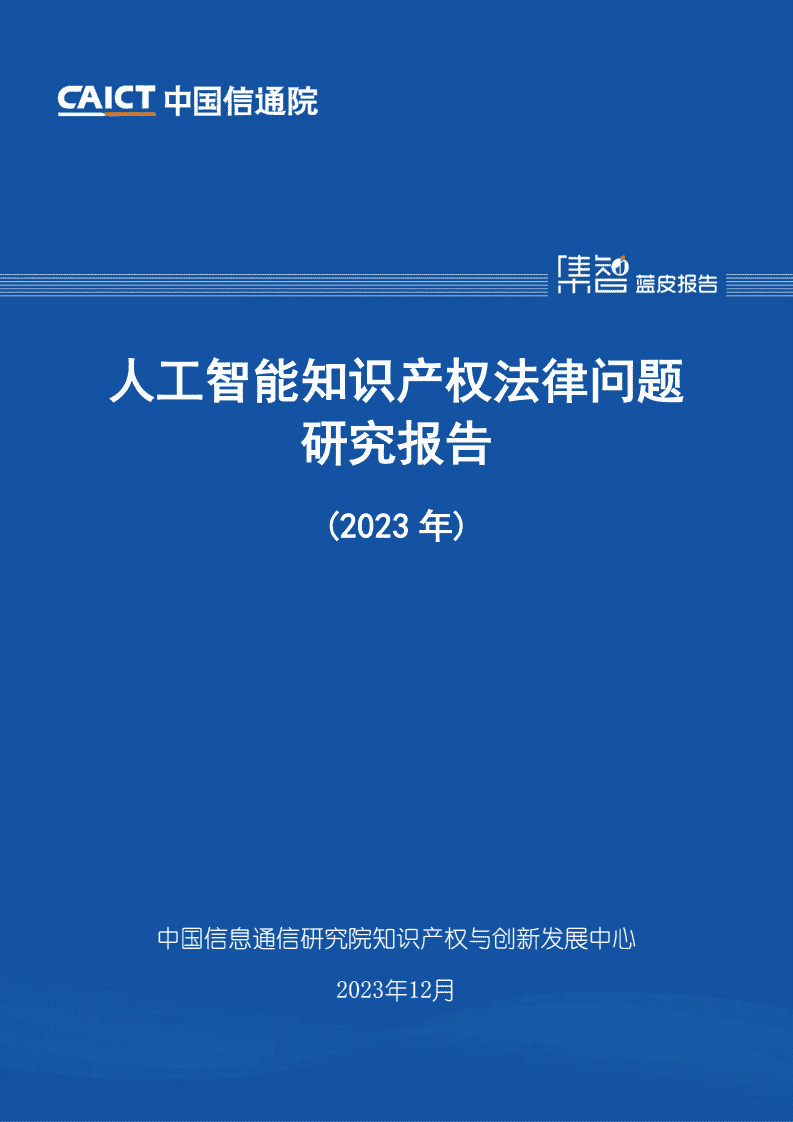 CAICT 中国信通院
集智 蓝皮报告
人工智能知识产权法律问题
研究报告
(2023 年)
中国信息通信研究院知识产权与创新发展中心
2023年12月